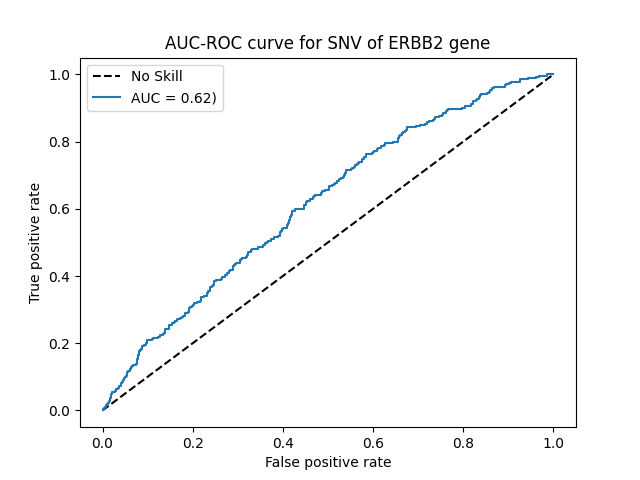 AUC-ROC curve for SNV of ERBB2 gene
No Skill
AUC = 0.62)
1.0
0.8
0.6
0.4
0.2
0.0
True positive rate
0.0 0.2 0.4 0.6 0.8 1.0
False positive rate